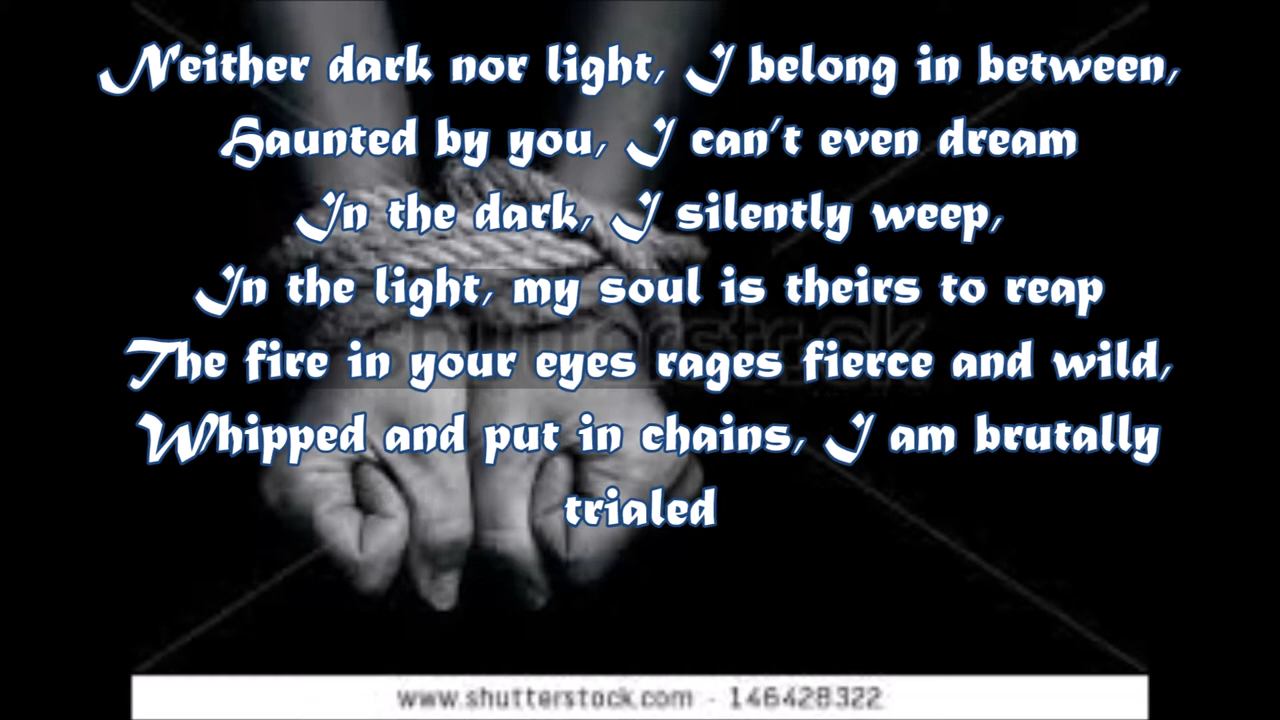 Neither dark nor light, I belong in between,
Haunted by you, I can't even dream
In the dark, I silently weep,
In the light, my soul is theirs to reap
shutterstock
The fire in your eyes rages fierce and wild,
Whipped and put in chains, I am brutally
trialed
www.shutterstock.com · 146428322